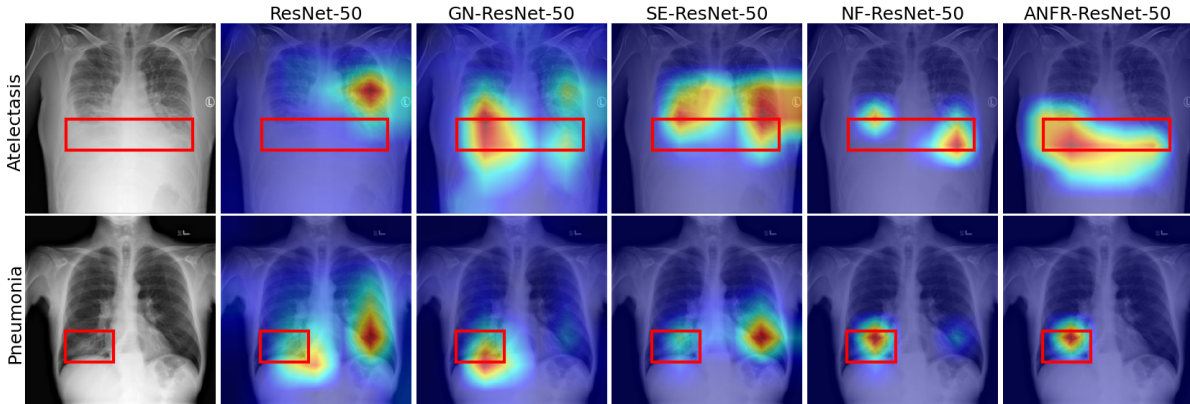 ResNet-50 GN-ResNet-50 SE-ResNet-50 NF-ResNet-50 ANFR-ResNet-50
Atelectasis
L L L L L L
Pneumonia
L L L L L L